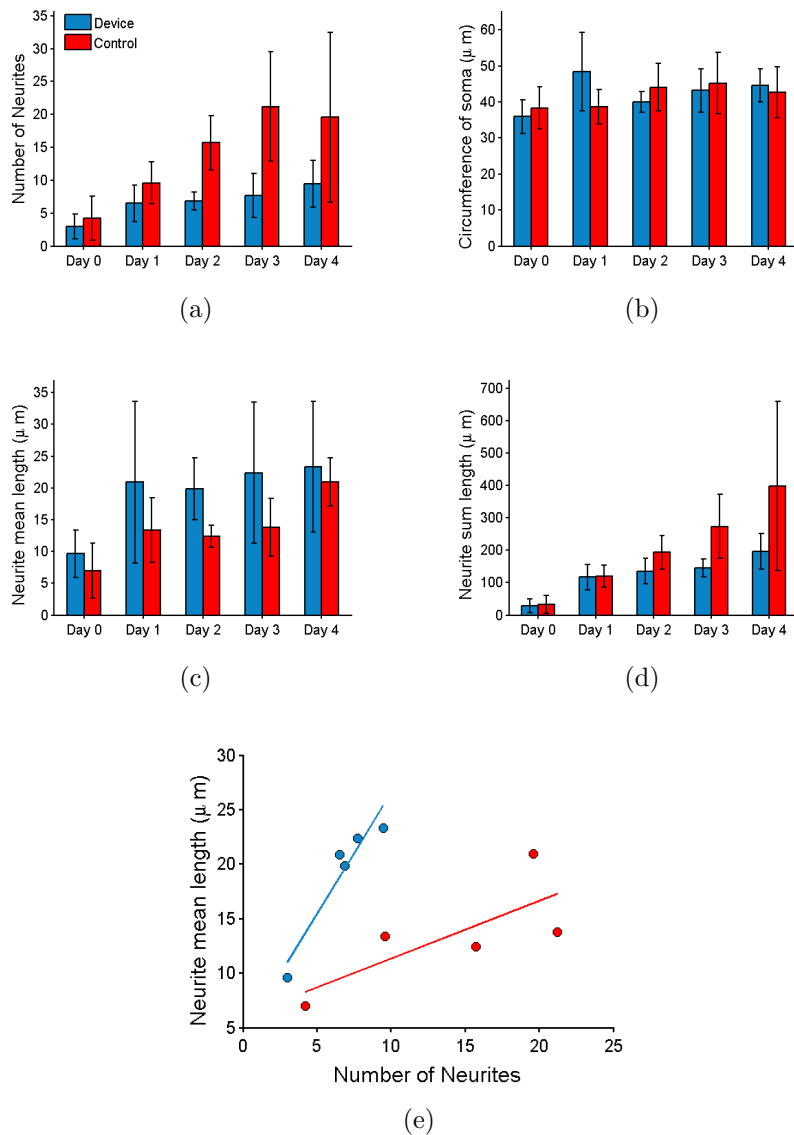 35
30
25
20
15
10
5
0
Number of Neurites
Device
Control
Day 0 Day 1 Day 2 Day 3 Day 4
(a)
60
50
40
30
20
10
0
Circumference of soma (μ m)
Day 0 Day 1 Day 2 Day 3 Day 4
(b)
35
30
25
20
15
10
5
0
Neurite mean length (μ m)
Day 0 Day 1 Day 2 Day 3 Day 4
(c)
700
600
500
400
300
200
100
0
Neurite sum length (μ m)
Day 0 Day 1 Day 2 Day 3 Day 4
(d)
30
25
20
15
10
5
Neurite mean length (μ m)
0 5 10 15 20 25
Number of Neurites
(e)